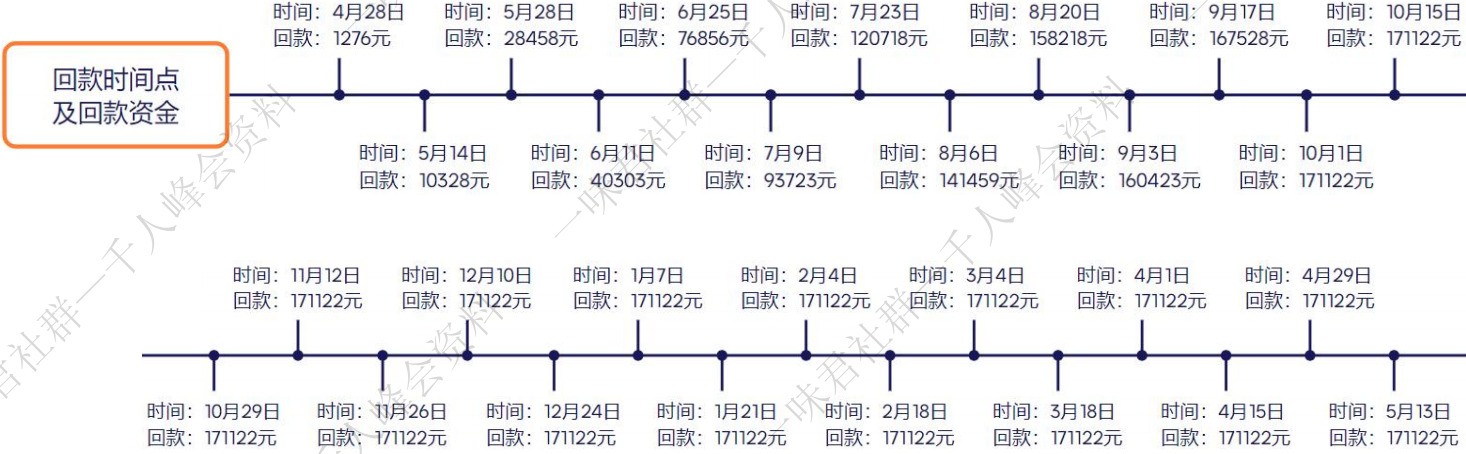 回款时间点
及回款资金
时间：4月28日
回款：1276元
时间：5月14日
回款：10328元
时间：5月28日
回款：28458元
时间：6月11日
回款：40303元
时间：6月25日
回款：76856元
时间：7月9日
回款：93723元
时间：7月23日
回款：120718元
时间：8月6日
回款：141459元
时间：8月20日
回款：158218元
时间：9月3日
回款：160423元
时间：9月17日
回款：167528元
时间：10月1日
回款：171122元
时间：10月15日
回款：171122元
时间：10月29日
回款：171122元
时间：11月12日
回款：171122元
时间：11月26日
回款：171122元
时间：12月10日
回款：171122元
时间：12月24日
回款：171122元
时间：1月7日
回款：171122元
时间：1月21日
回款：171122元
时间：2月4日
回款：171122元
时间：2月18日
回款：171122元
时间：3月4日
回款：171122元
时间：3月18日
回款：171122元
时间：4月1日
回款：171122元
时间：4月15日
回款：171122元
时间：4月29日
回款：171122元
时间：5月13日
回款：171122元
君社群—千人峰会资料
一味君社群—千人
人峰会资料
一味君社群—千人峰会资料